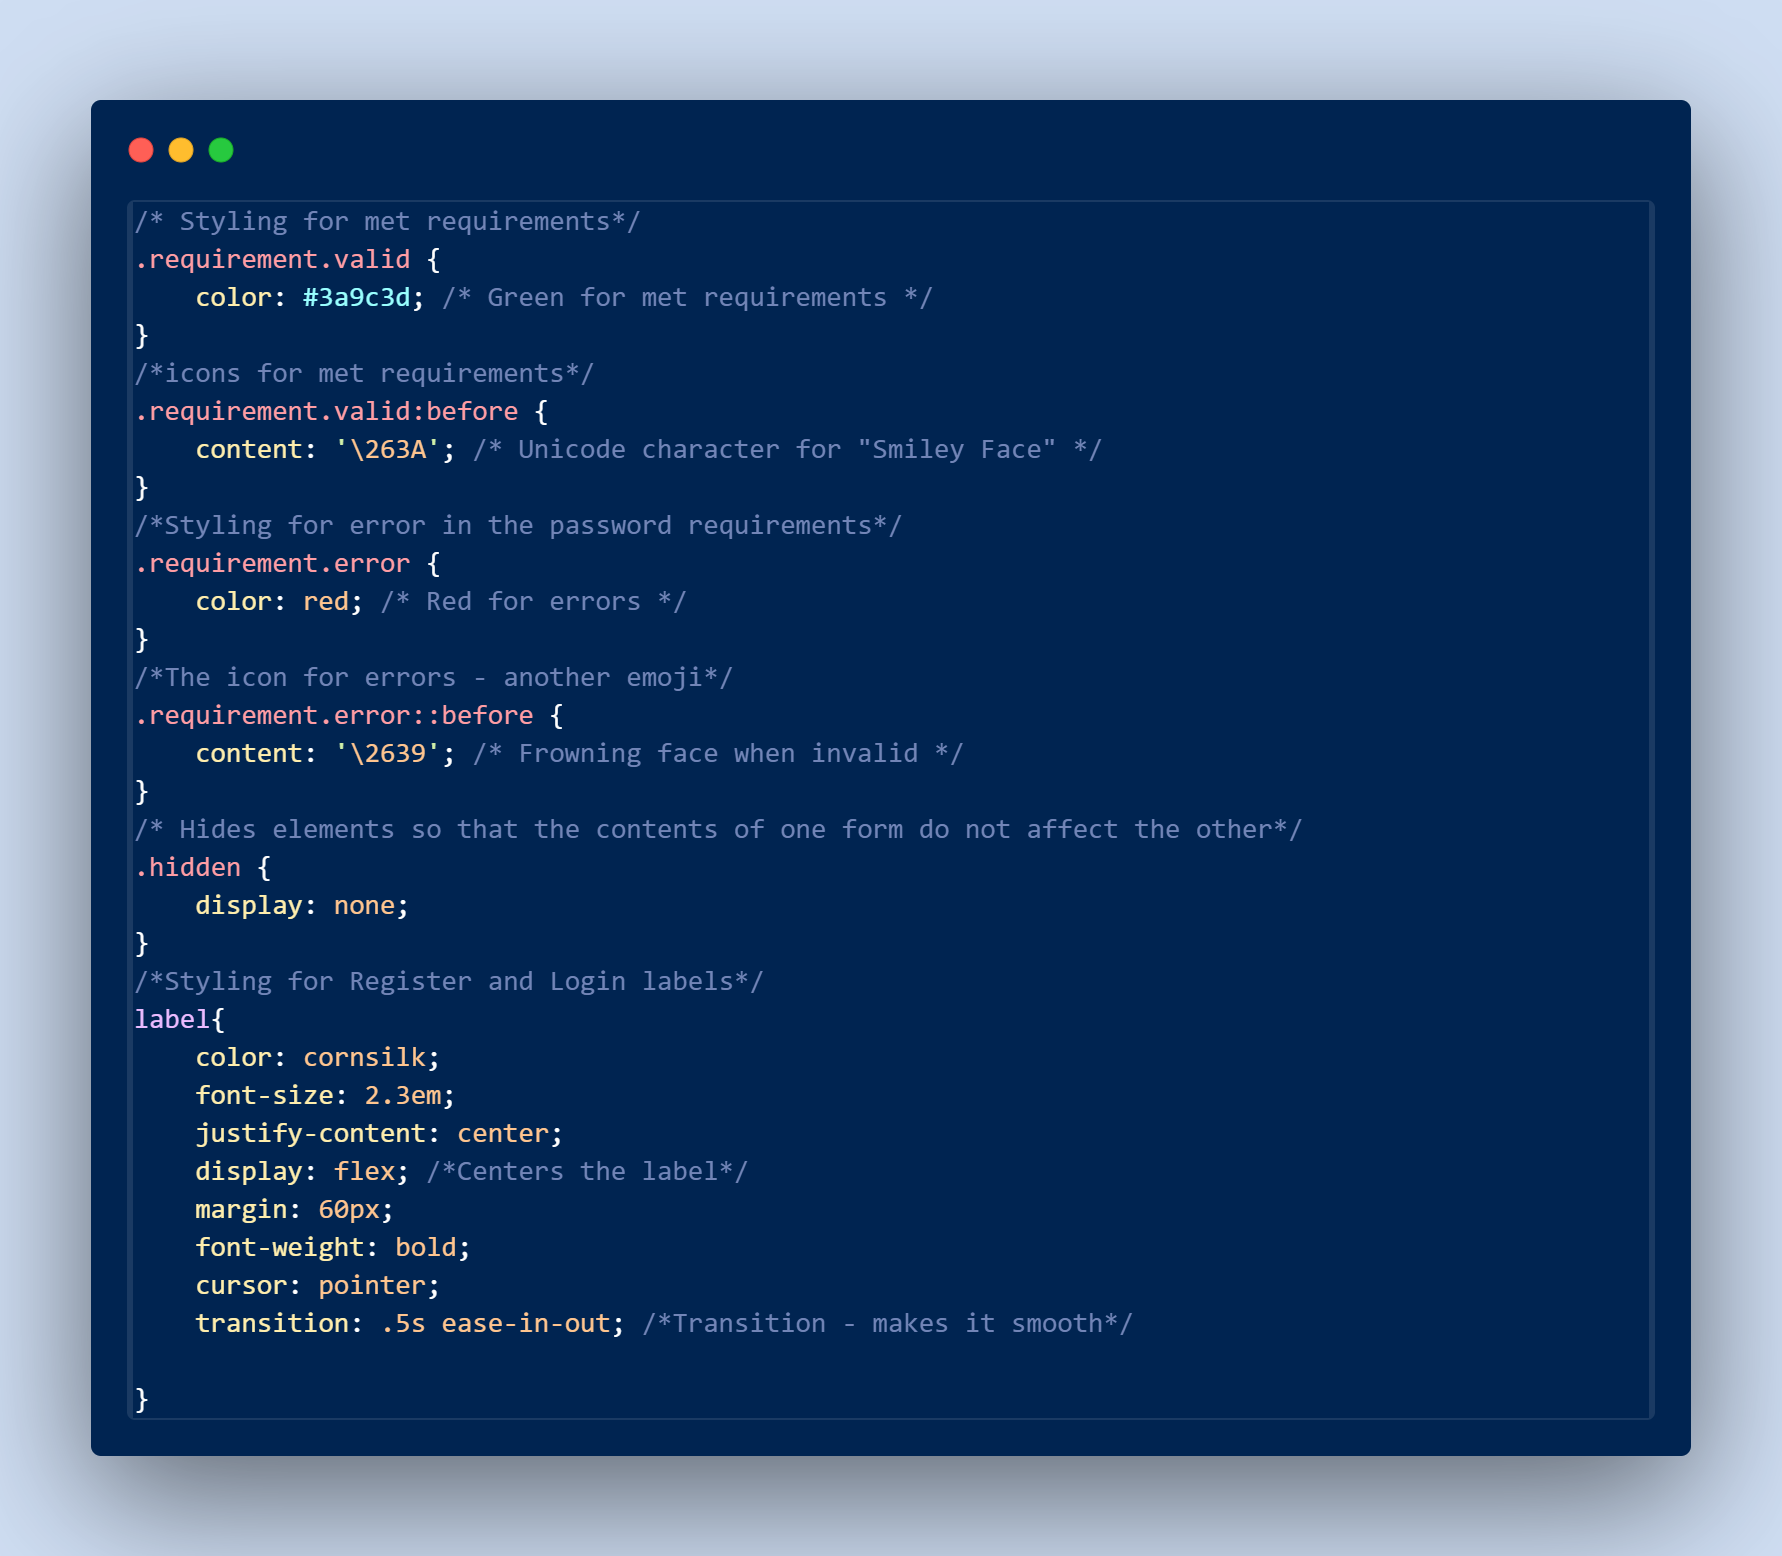 /* Styling for met requirements*/
.requirement.valid {
    color: #3a9c3d; /* Green for met requirements */
}
/*icons for met requirements*/
.requirement.valid:before {
    content: '\263A'; /* Unicode character for "Smiley Face" */
}
/*Styling for error in the password requirements*/
.requirement.error {
    color: red; /* Red for errors */
}
/*The icon for errors - another emoji*/
.requirement.error::before {
    content: '\2639'; /* Frowning face when invalid */
}
/* Hides elements so that the contents of one form do not affect the other*/
.hidden {
    display: none;
}
/*Styling for Register and Login labels*/
label{
    color: cornsilk;
    font-size: 2.3em;
    justify-content: center;
    display: flex; /*Centers the label*/
    margin: 60px;
    font-weight: bold;
    cursor: pointer;
    transition: .5s ease-in-out; /*Transition - makes it smooth*/

}